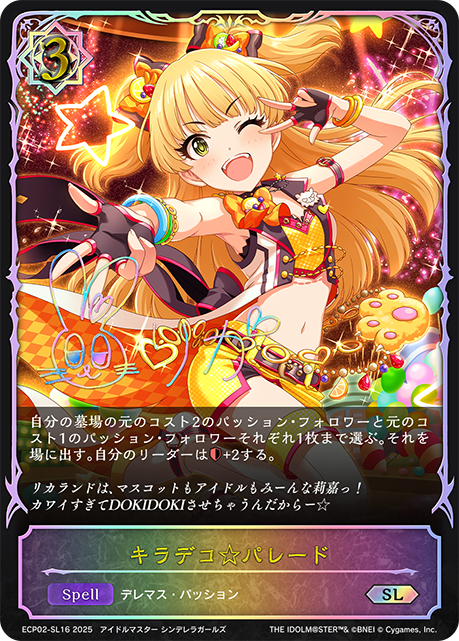 3
自分の墓場の元のコスト2のパッション・フォロワーと元のコ
スト1のパッション・フォロワーそれぞれ1枚まで選ぶ。それを
場に出す。自分のリーダーは+2する。
リカランドは、マスコットもアイドルもみーんな莉嘉っ!
カワイすぎてDOKIDOKIさせちゃうんだからー☆
キラデコ☆パレード
Spell デレマス・パッション SL
ECP02-SL16 2025 アイドルマスター シンデレラガールズ THE IDOLM@STER™& ©BNEI © Cygames, Inc.